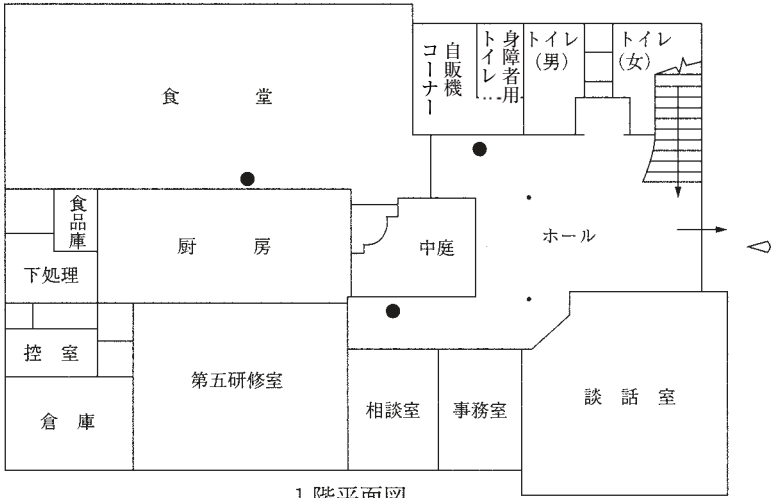 食堂
自販機
コーナー
身障者用
トイレ
トイレ
(男)
トイレ
(女)
食品庫
厨房
中庭
ホール
下処理
控室
第五研修室
相談室
事務室
談話室
倉庫
1階平面図